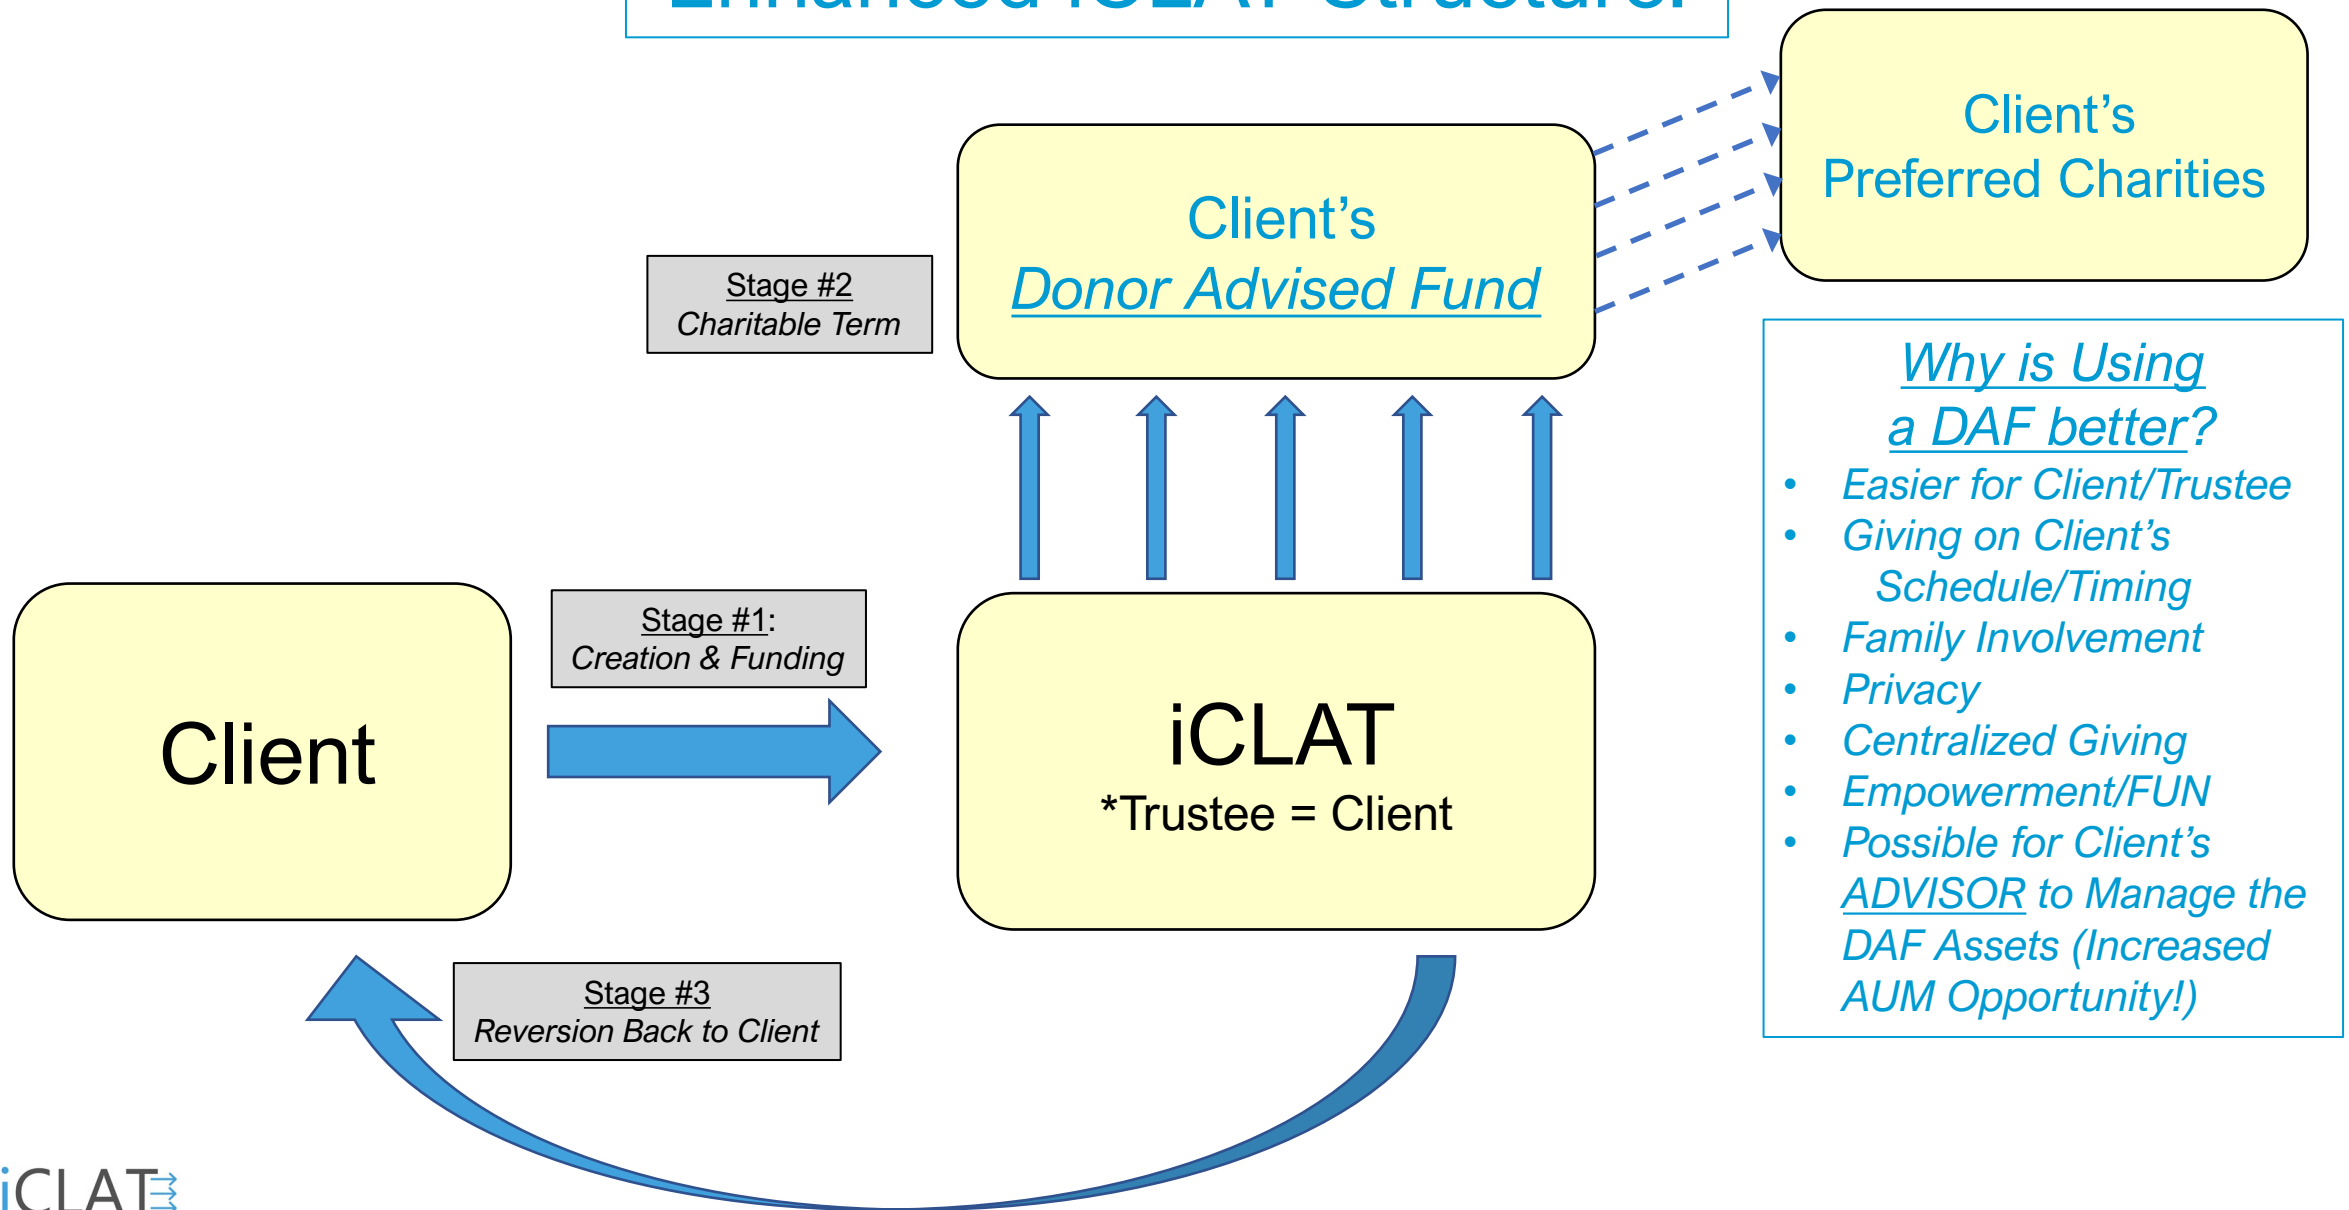 Enhanced iCLAT Structure:
Client's
Preferred Charities
Client's
Donor Advised Fund
Stage #2
Charitable Term
Why is Using
a DAF better?
• Easier for Client/Trustee
• Giving on Client's
Schedule/Timing
• Family Involvement
• Privacy
• Centralized Giving
• Empowerment/FUN
• Possible for Client's
ADVISOR to Manage the
DAF Assets (Increased
AUM Opportunity!)
Stage #1:
Creation & Funding
Client
iCLAT
*Trustee = Client
Stage #3
Reversion Back to Client
iCLAT